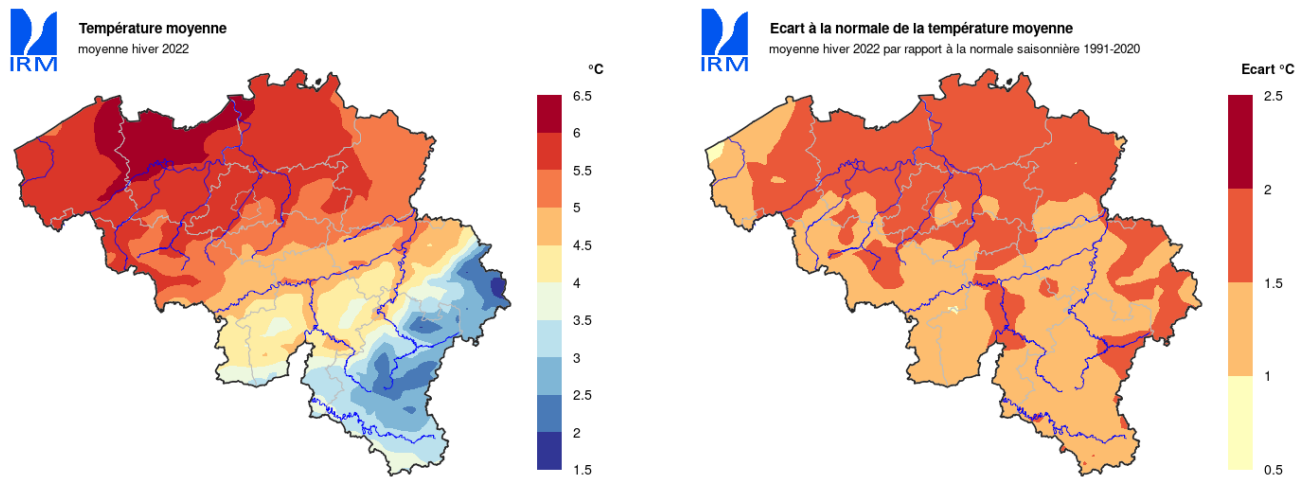 IRM
Température moyenne
moyenne hiver 2022
°C
6.5
6
5.5
5
4.5
4
3.5
3
2.5
2
1.5
IRM
Ecart à la normale de la température moyenne
moyenne hiver 2022 par rapport à la normale saisonnière 1991-2020
Ecart °C
2.5
2
1.5
1
0.5